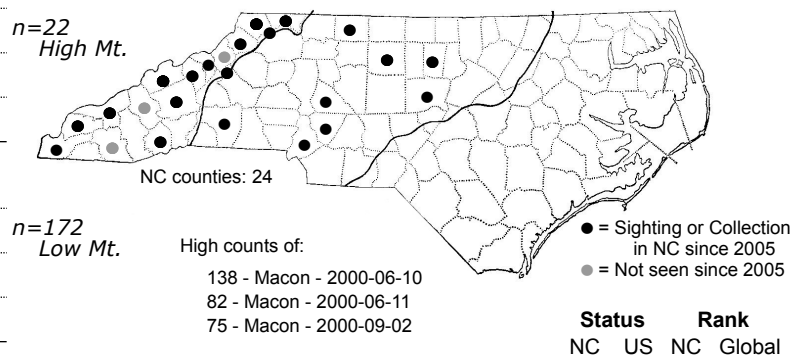 n=22
High Mt.
NC counties: 24
n=172
Low Mt.
High counts of:
138 - Macon - 2000-06-10
82 - Macon - 2000-06-11
75 - Macon - 2000-09-02
● = Sighting or Collection
in NC since 2005
● = Not seen since 2005
Status Rank
NC US NC Global